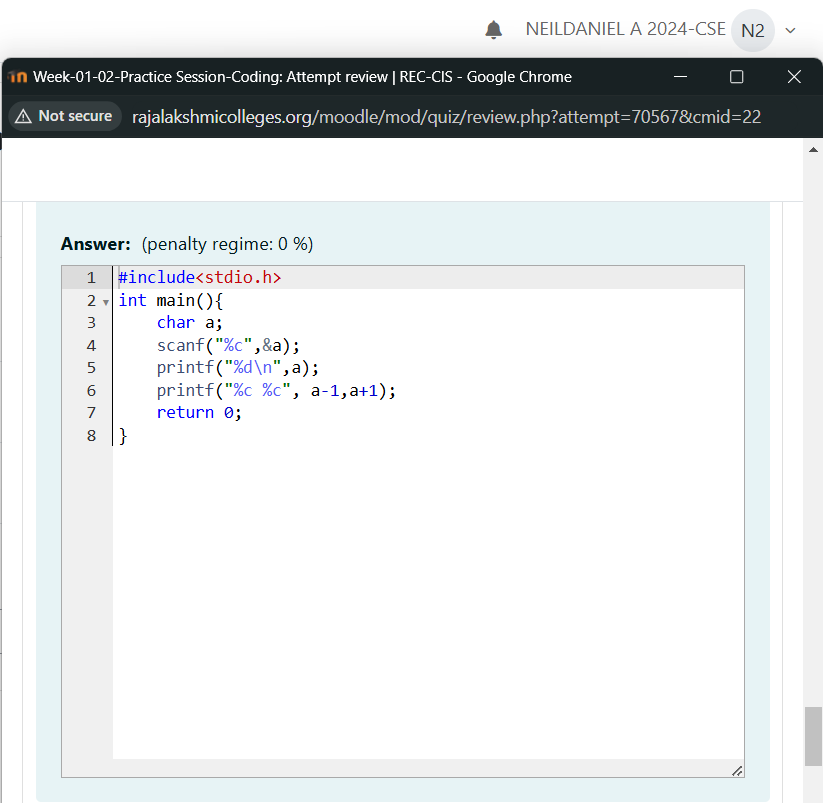 NEILDANIEL A 2024-CSE N2
Week-01-02-Practice Session-Coding: Attempt review | REC-CIS - Google Chrome
Not secure rajalakshmicolleges.org/moodle/mod/quiz/review.php?attempt=70567&cmid=22
Answer: (penalty regime: 0 %)
1 #include<stdio.h>
2 int main(){
3     char a;
4     scanf("%c",&a);
5     printf("%d\n",a);
6     printf("%c %c", a-1,a+1);
7     return 0;
8 }